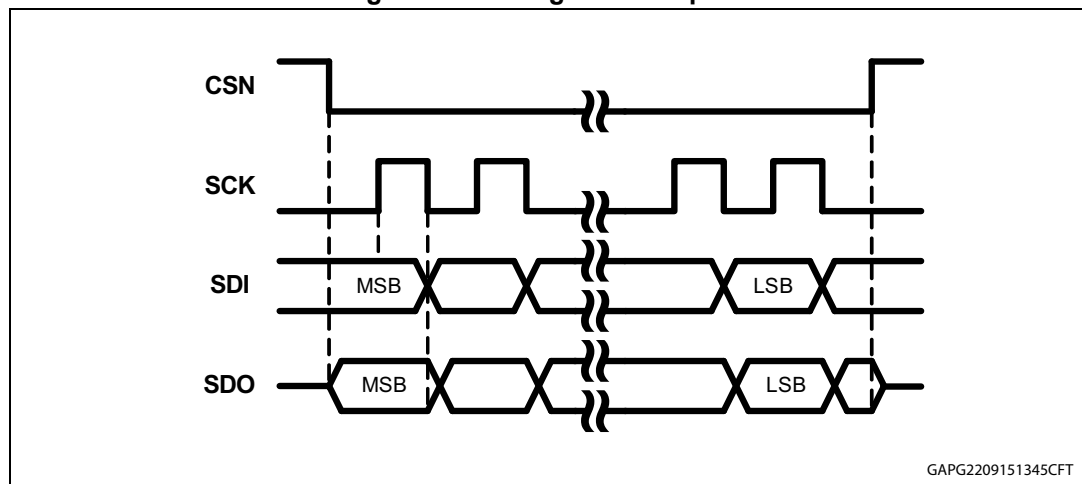 CSN
SCK
SDI MSB LSB
SDO MSB LSB
GAPG2209151345CFT